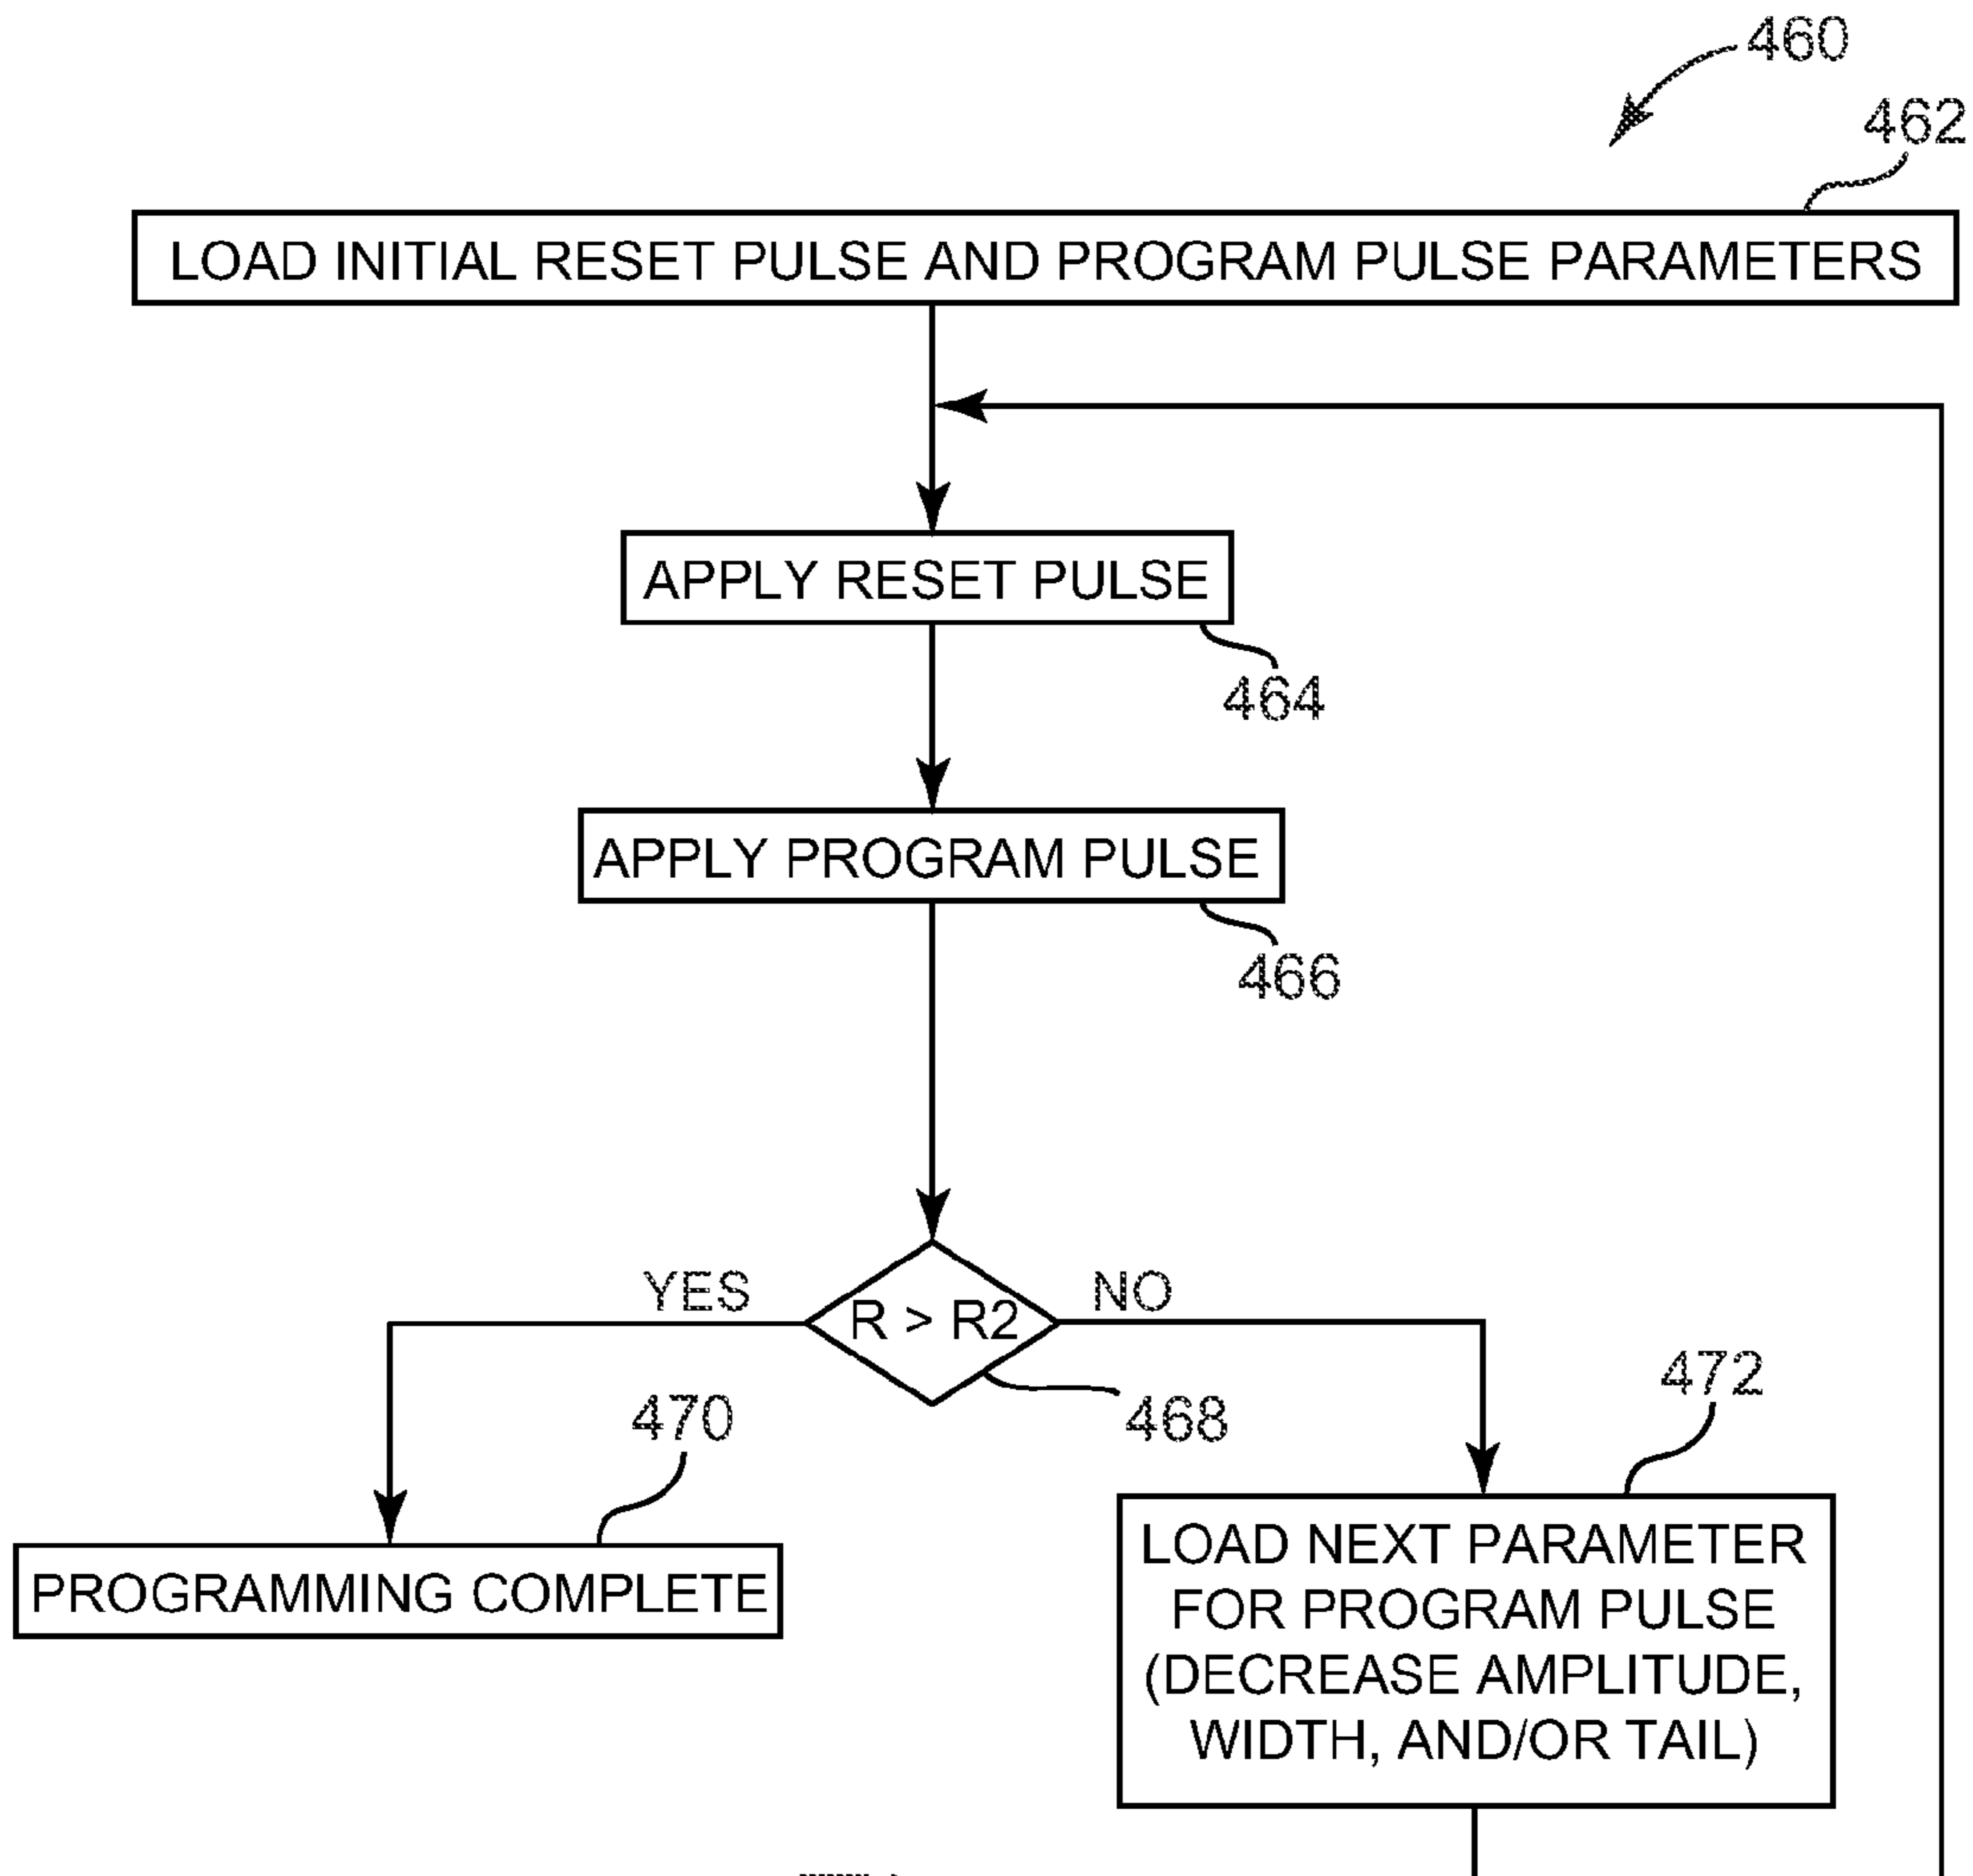 460
462
LOAD INITIAL RESET PULSE AND PROGRAM PULSE PARAMETERS
APPLY RESET PULSE
464
APPLY PROGRAM PULSE
466
YES
NO
R > R2
468
470
472
PROGRAMMING COMPLETE
LOAD NEXT PARAMETER
FOR PROGRAM PULSE
(DECREASE AMPLITUDE,
WIDTH, AND/OR TAIL)